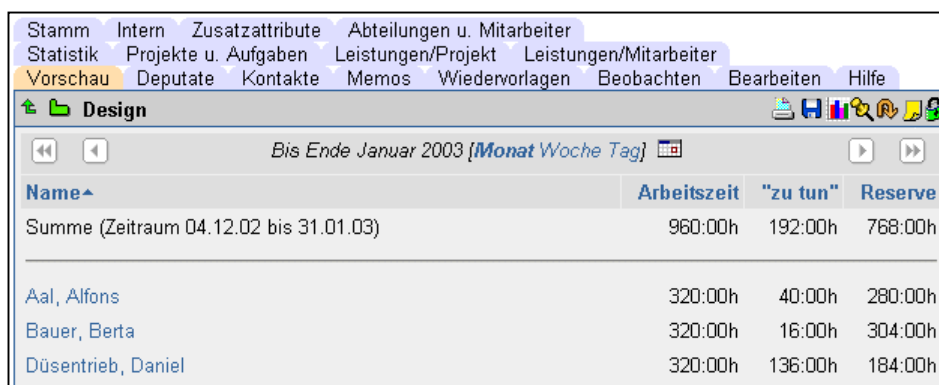 Stamm Intern Zusatzattribute Abteilungen u. Mitarbeiter
Statistik Projekte u. Aufgaben Leistungen/Projekt Leistungen/Mitarbeiter
Vorschau Deputate Kontakte Memos Wiedervorlagen Beobachten Bearbeiten Hilfe
Design
Bis Ende Januar 2003 [Monat Woche Tag]
Name Arbeitszeit "zu tun" Reserve
Summe (Zeitraum 04.12.02 bis 31.01.03) 960:00h 192:00h 768:00h
Aal, Alfons 320:00h 40:00h 280:00h
Bauer, Berta 320:00h 16:00h 304:00h
Düsentrieb, Daniel 320:00h 136:00h 184:00h